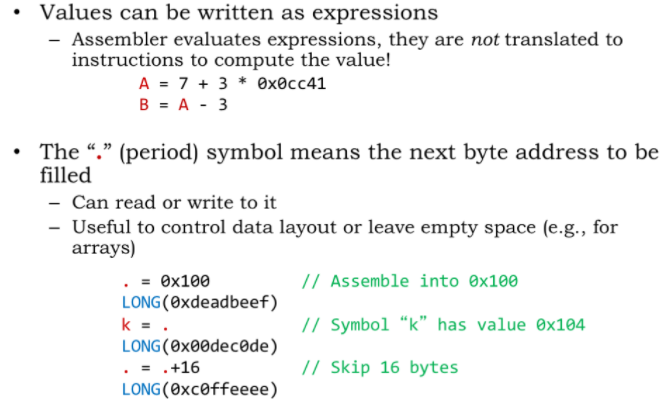 • Values can be written as expressions
– Assembler evaluates expressions, they are not translated to
instructions to compute the value!
A = 7 + 3 * 0x0cc41
B = A - 3
• The “.” (period) symbol means the next byte address to be
filled
– Can read or write to it
– Useful to control data layout or leave empty space (e.g., for
arrays)
. = 0x100 // Assemble into 0x100
LONG(0xdeadbeef)
k = . // Symbol “k” has value 0x104
LONG(0x00dec0de)
. = .+16 // Skip 16 bytes
LONG(0xc0ffeeee)